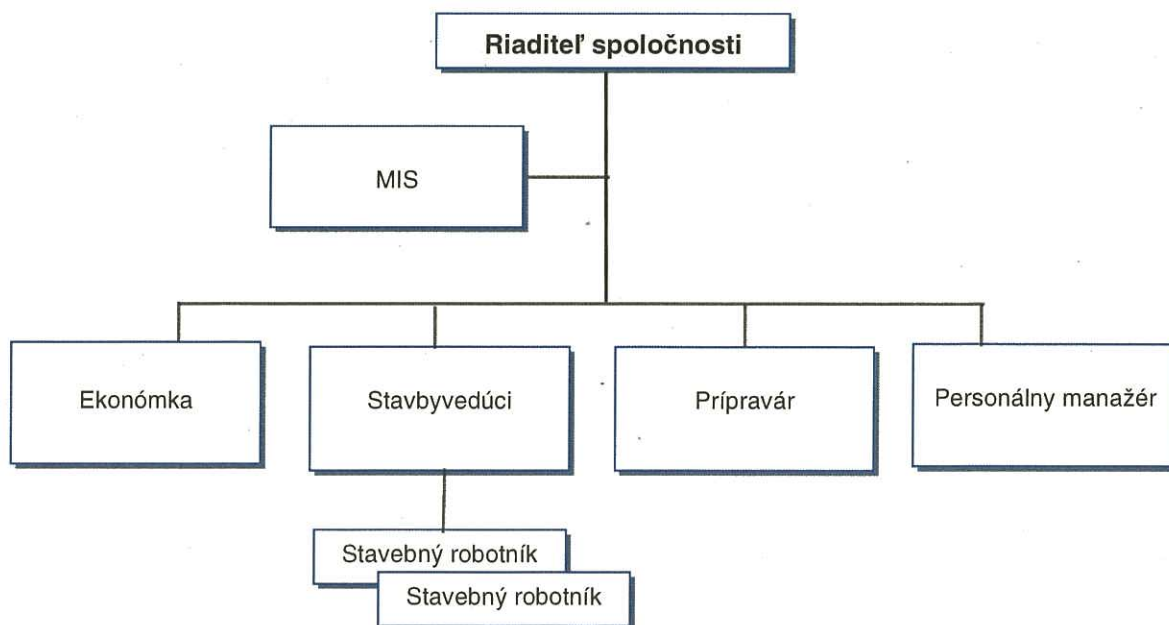 Riaditeľ spoločnosti
MIS
Ekonómka
Stavbyvedúci
Prípravár
Personálny manažér
Stavebný robotník
Stavebný robotník